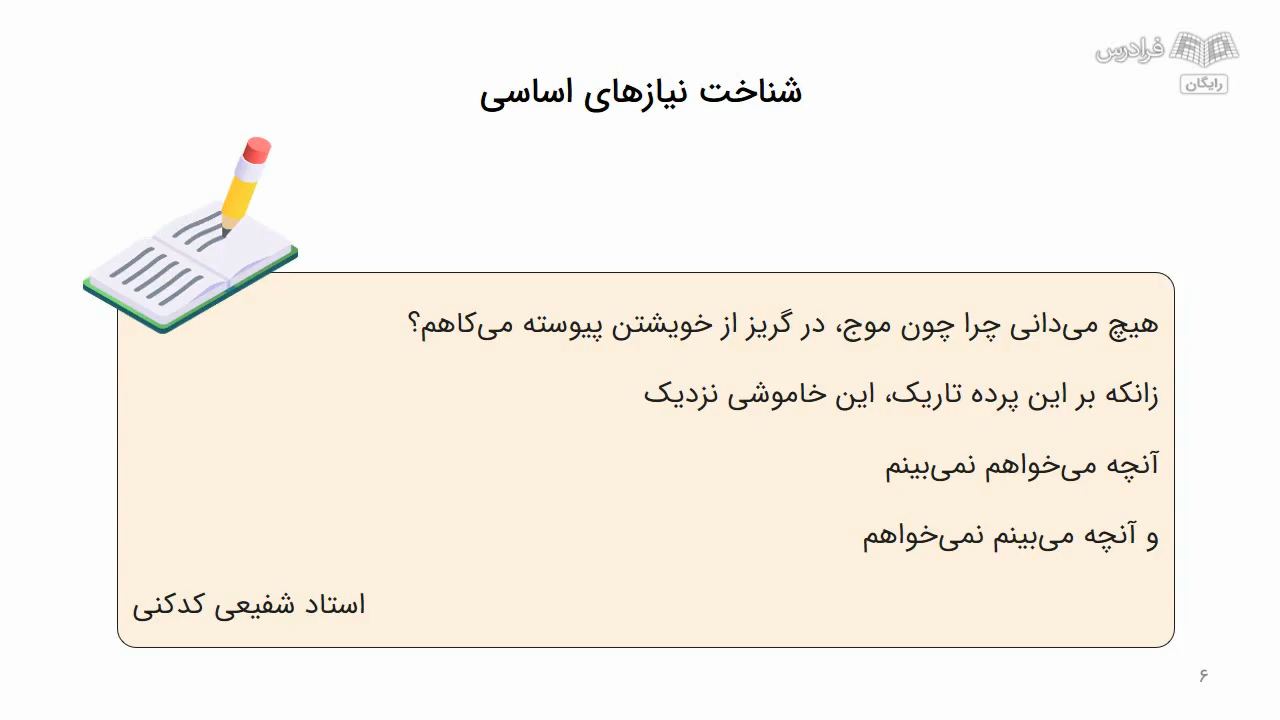 فرادرس
رایگان
شناخت نیازهای اساسی
هیچ می‌دانی چرا چون موج، در گریز از خویشتن پیوسته می‌کاهم؟
زانکه بر این پرده تاریک، این خاموشی نزدیک
آنچه می‌خواهم نمی‌بینم
و آنچه می‌بینم نمی‌خواهم
استاد شفیعی کدکنی
۶